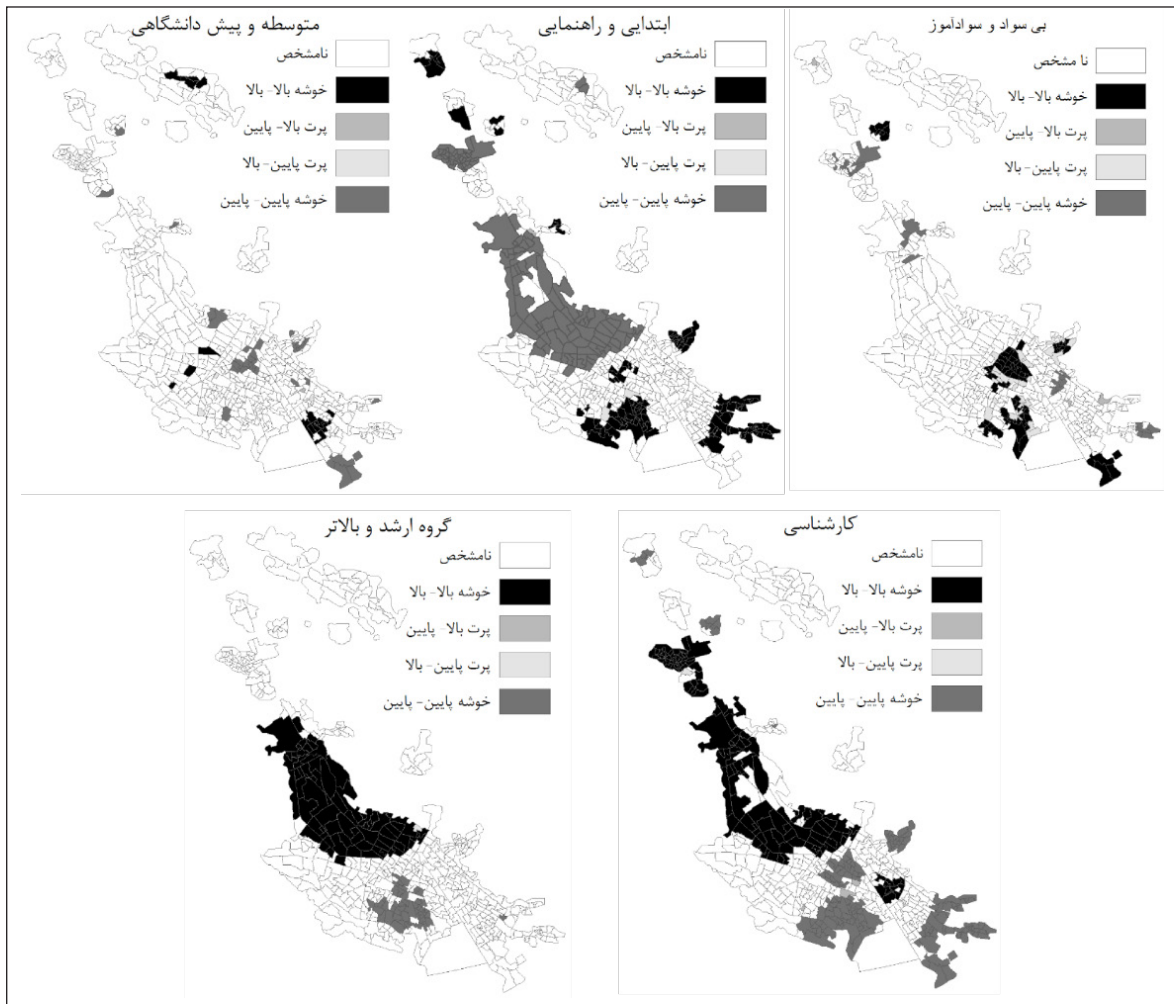 بی سواد و سوادآموز
نا مشخص
خوشه بالا- بالا
پرت بالا- پایین
پرت پایین- بالا
خوشه پایین- پایین
ابتدایی و راهنمایی
نامشخص
خوشه بالا- بالا
پرت بالا- پایین
پرت پایین- بالا
خوشه پایین- پایین
متوسطه و پیش دانشگاهی
نامشخص
خوشه بالا- بالا
پرت بالا- پایین
پرت پایین- بالا
خوشه پایین- پایین
کارشناسی
نامشخص
خوشه بالا- بالا
پرت بالا- پایین
پرت پایین- بالا
خوشه پایین- پایین
گروه ارشد و بالاتر
نامشخص
خوشه بالا- بالا
پرت بالا- پایین
پرت پایین- بالا
خوشه پایین- پایین